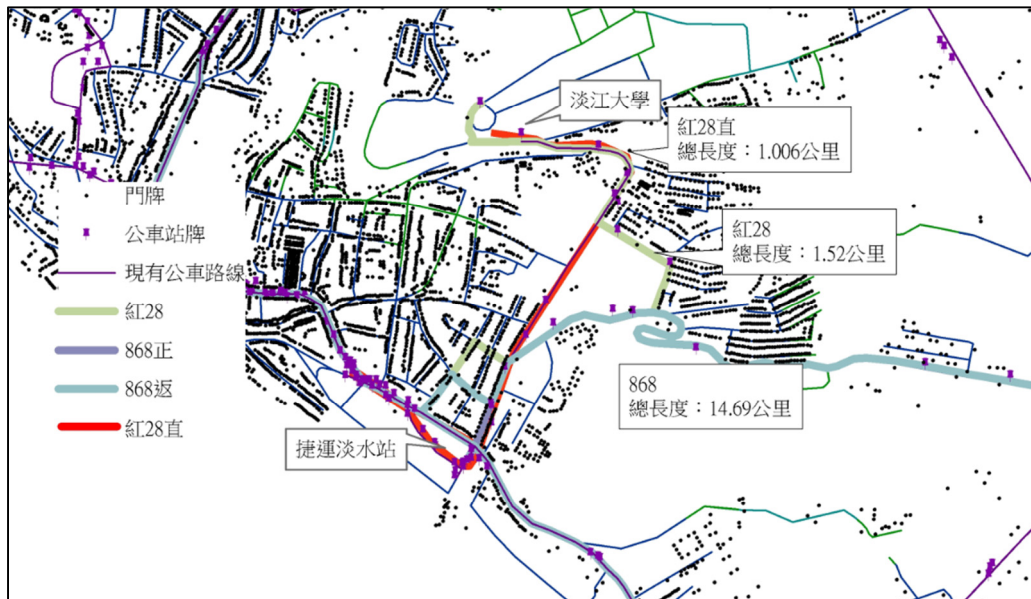 淡江大學
紅28直
總長度：1.006公里
門牌
公車站牌
現有公車路線
紅28
868正
868返
紅28直
紅28
總長度：1.52公里
868
總長度：14.69公里
捷運淡水站